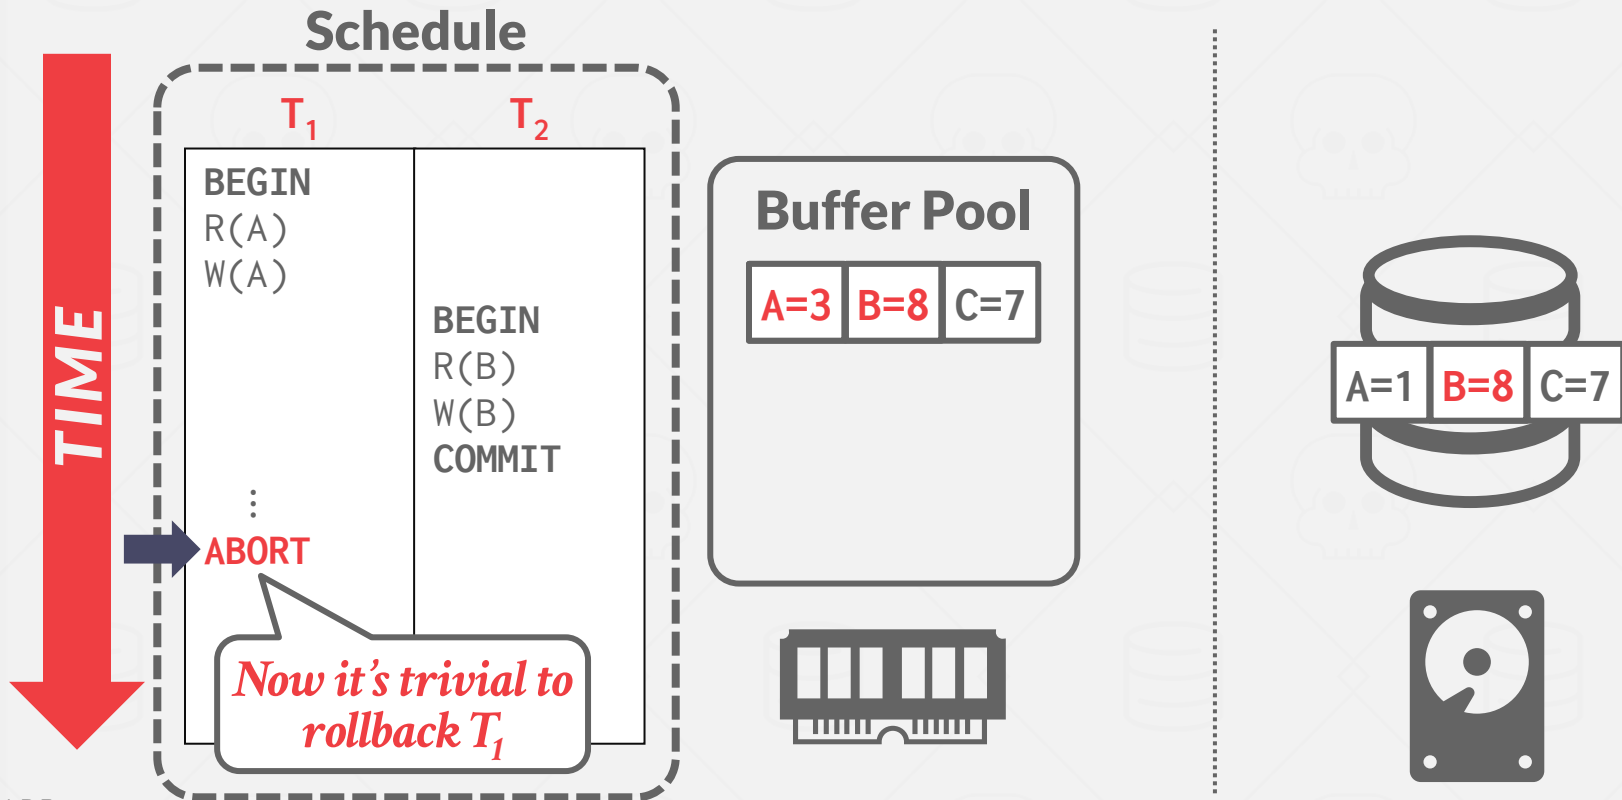 Schedule
TIME
T1
T2
BEGIN
R(A)
W(A)
BEGIN
R(B)
W(B)
COMMIT
⋮
ABORT
Now it's trivial to
rollback T1
Buffer Pool
A=3 B=8 C=7
A=1 B=8 C=7